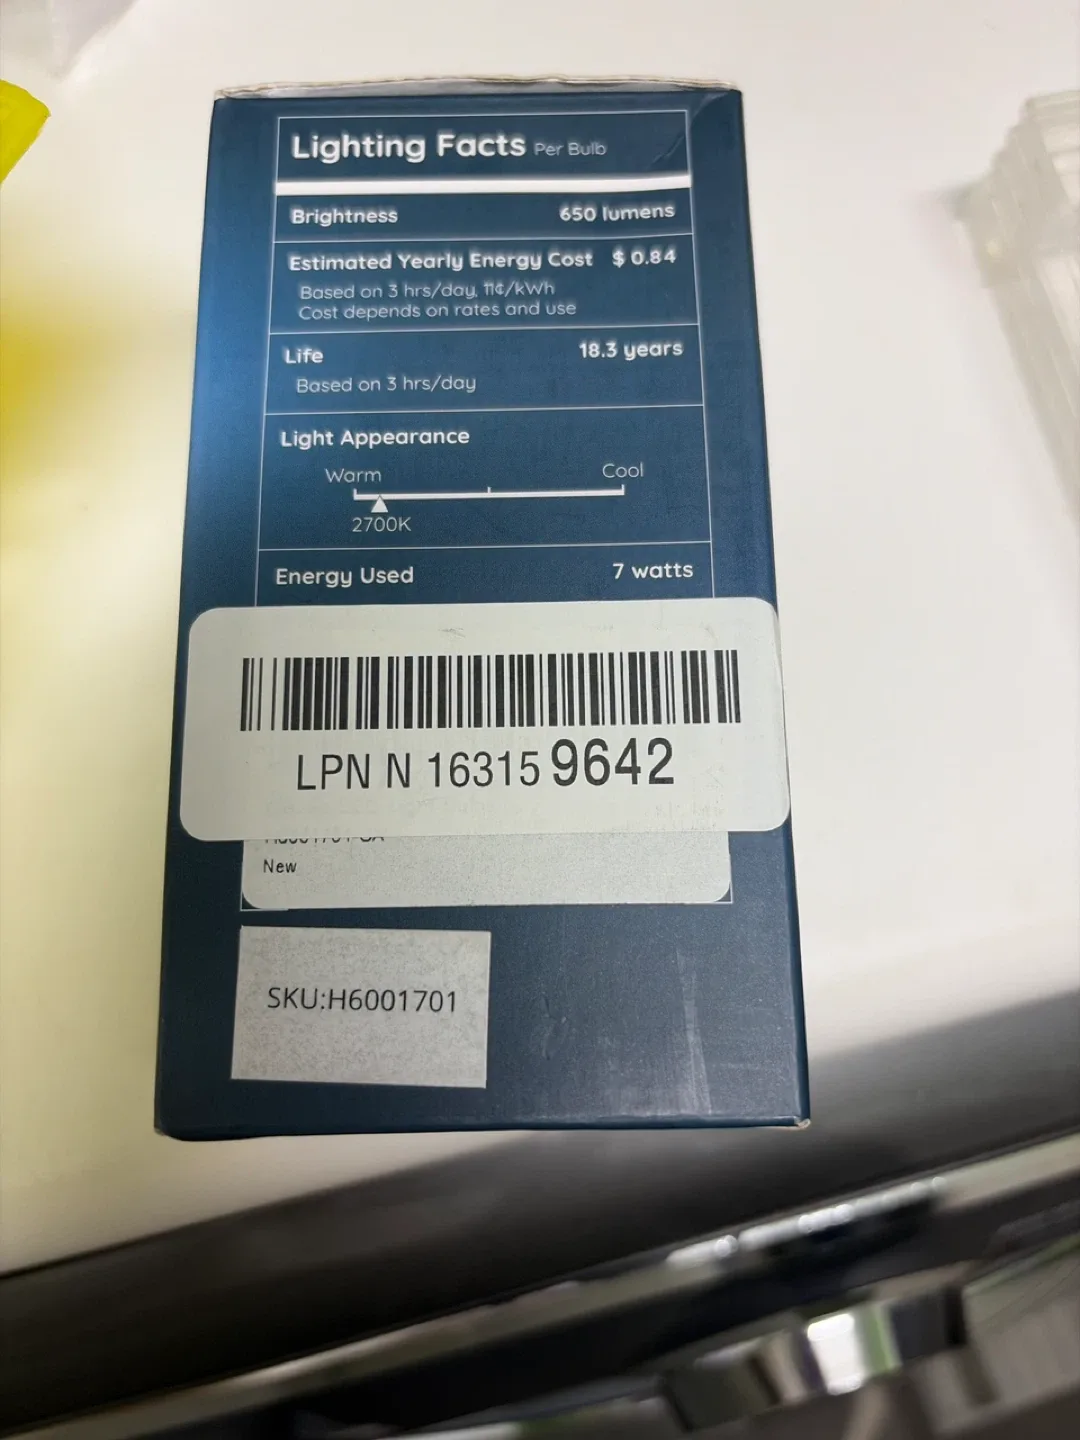 Lighting Facts Per Bulb
Brightness 650 lumens
Estimated Yearly Energy Cost $ 0.84
Based on 3 hrs/day, 11¢/kWh
Cost depends on rates and use
Life 18.3 years
Based on 3 hrs/day
Light Appearance
Warm Cool
2700K
Energy Used 7 watts
LPN N 163159642
New
SKU:H6001701